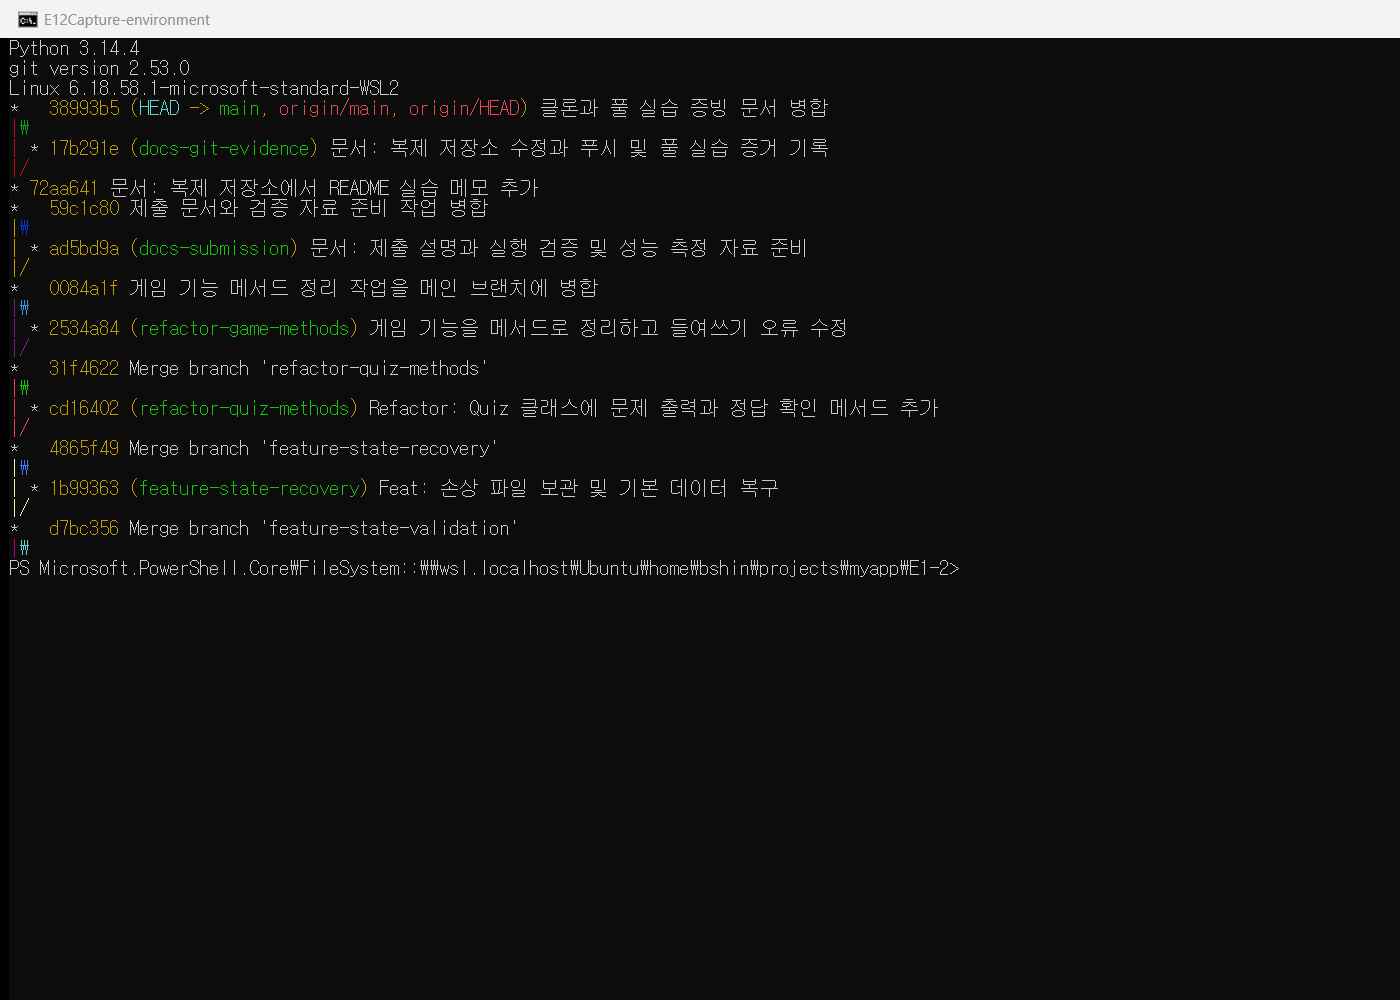 E12Capture-environment
Python 3.14.4
git version 2.53.0
Linux 6.18.58.1-microsoft-standard-WSL2
*   38993b5 (HEAD -> main, origin/main, origin/HEAD) 클론과 풀 실습 증빙 문서 병합
|₩
| * 17b291e (docs-git-evidence) 문서: 복제 저장소 수정과 푸시 및 풀 실습 증거 기록
|/
* 72aa641 문서: 복제 저장소에서 README 실습 메모 추가
*   59c1c80 제출 문서와 검증 자료 준비 작업 병합
|₩
| * ad5bd9a (docs-submission) 문서: 제출 설명과 실행 검증 및 성능 측정 자료 준비
|/
*   0084a1f 게임 기능 메서드 정리 작업을 메인 브랜치에 병합
|₩
| * 2534a84 (refactor-game-methods) 게임 기능을 메서드로 정리하고 들여쓰기 오류 수정
|/
*   31f4622 Merge branch 'refactor-quiz-methods'
|₩
| * cd16402 (refactor-quiz-methods) Refactor: Quiz 클래스에 문제 출력과 정답 확인 메서드 추가
|/
*   4865f49 Merge branch 'feature-state-recovery'
|₩
| * 1b99363 (feature-state-recovery) Feat: 손상 파일 보관 및 기본 데이터 복구
|/
*   d7bc356 Merge branch 'feature-state-validation'
|₩
PS Microsoft.PowerShell.Core₩FileSystem::₩₩wsl.localhost₩Ubuntu₩home₩bshin₩projects₩myapp₩E1-2>